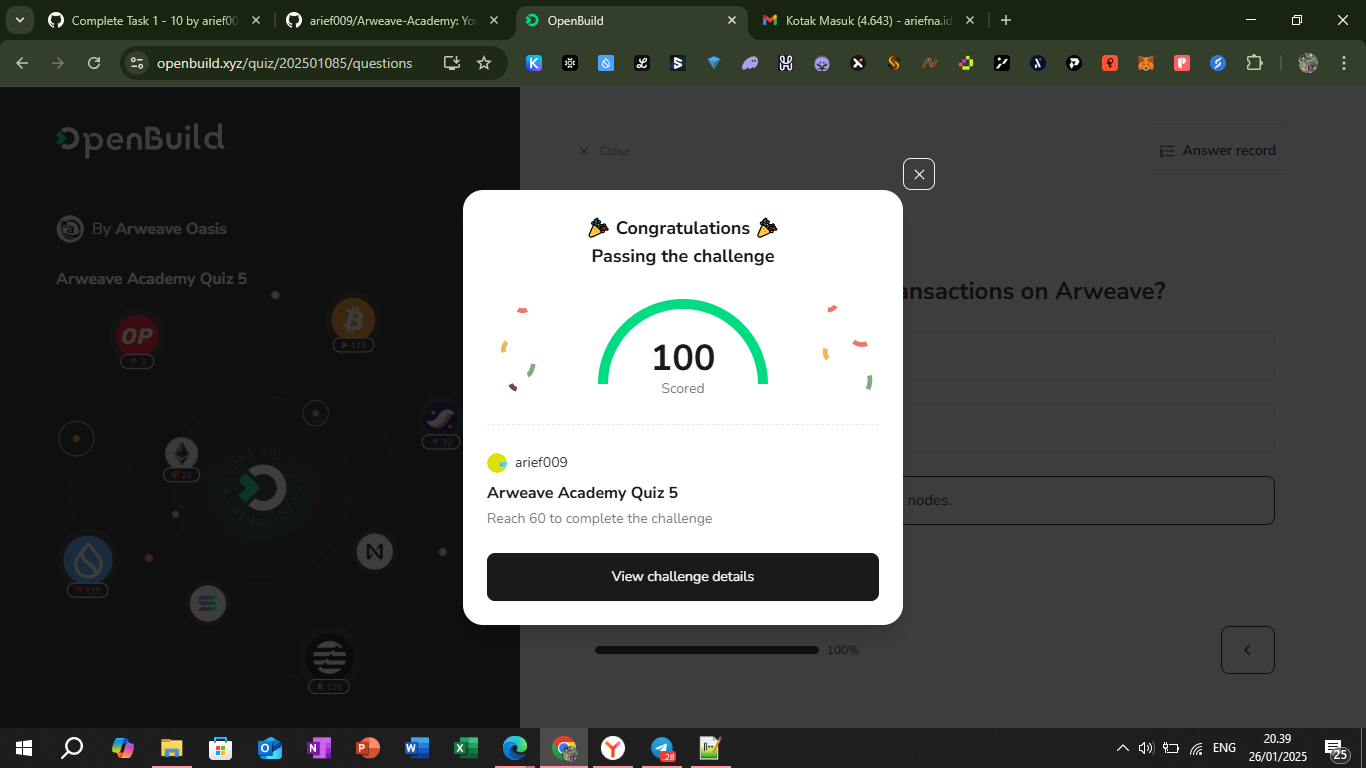 Complete Task 1 - 10 by arief00
arief009/Arweave-Academy: You
OpenBuild
Kotak Masuk (4.643) - ariefna.id
openbuild.xyz/quiz/202501085/questions
OpenBuild
By Arweave Oasis
Arweave Academy Quiz 5
OP
2
115
32
22
115
115
Close
Answer record
ansactions on Arweave?
nodes.
100%
🎉 Congratulations 🎉
Passing the challenge
100
Scored
arief009
Arweave Academy Quiz 5
Reach 60 to complete the challenge
View challenge details
.28
ENG
20.39
26/01/2025
25